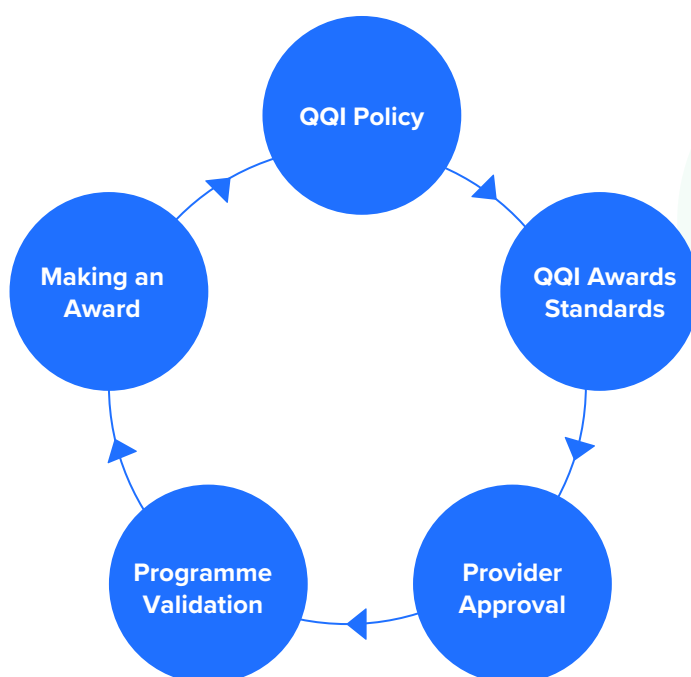 QQI Policy
QQI Awards
Standards
Provider
Approval
Programme
Validation
Making an
Award